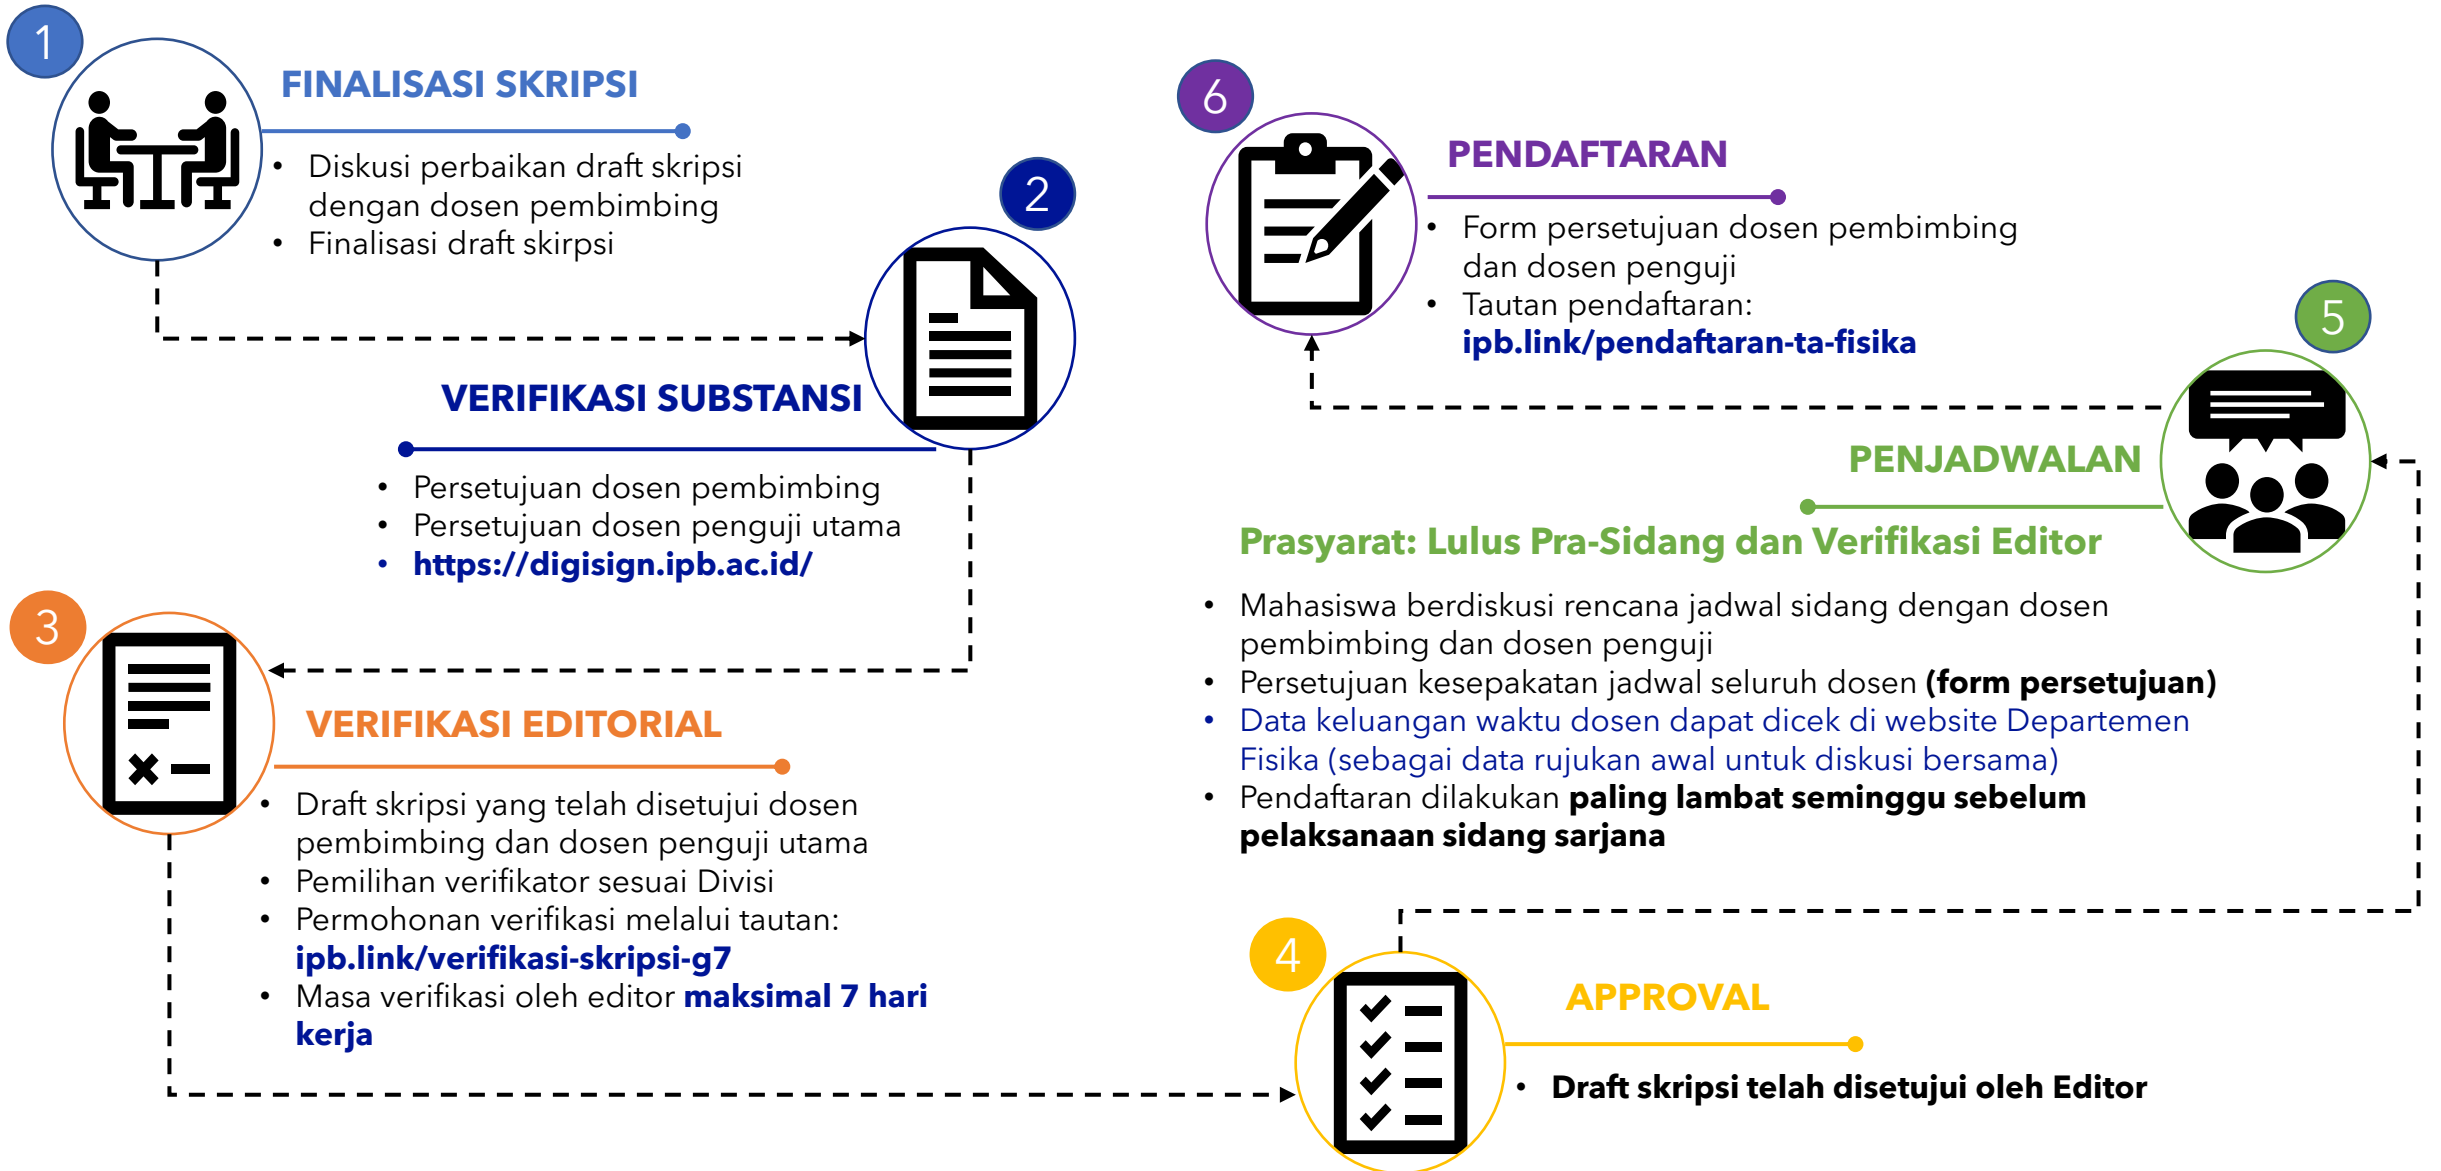 1
FINALISASI SKRIPSI
• Diskusi perbaikan draft skripsi
dengan dosen pembimbing
• Finalisasi draft skirpsi
2
VERIFIKASI SUBSTANSI
• Persetujuan dosen pembimbing
• Persetujuan dosen penguji utama
• https://digisign.ipb.ac.id/
3
VERIFIKASI EDITORIAL
• Draft skripsi yang telah disetujui dosen
pembimbing dan dosen penguji utama
• Pemilihan verifikator sesuai Divisi
• Permohonan verifikasi melalui tautan:
ipb.link/verifikasi-skripsi-g7
• Masa verifikasi oleh editor maksimal 7 hari
kerja
4
APPROVAL
• Draft skripsi telah disetujui oleh Editor
5
PENJADWALAN
Prasyarat: Lulus Pra-Sidang dan Verifikasi Editor
• Mahasiswa berdiskusi rencana jadwal sidang dengan dosen
pembimbing dan dosen penguji
• Persetujuan kesepakatan jadwal seluruh dosen (form persetujuan)
• Data keluangan waktu dosen dapat dicek di website Departemen
Fisika (sebagai data rujukan awal untuk diskusi bersama)
• Pendaftaran dilakukan paling lambat seminggu sebelum
pelaksanaan sidang sarjana
6
PENDAFTARAN
• Form persetujuan dosen pembimbing
dan dosen penguji
• Tautan pendaftaran:
ipb.link/pendaftaran-ta-fisika